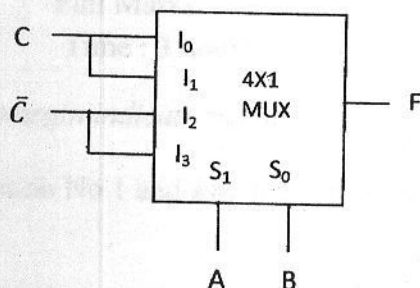 C I₀
I₁ 4X1
C̄ I₂ MUX F
I₃ S₁ S₀
A B